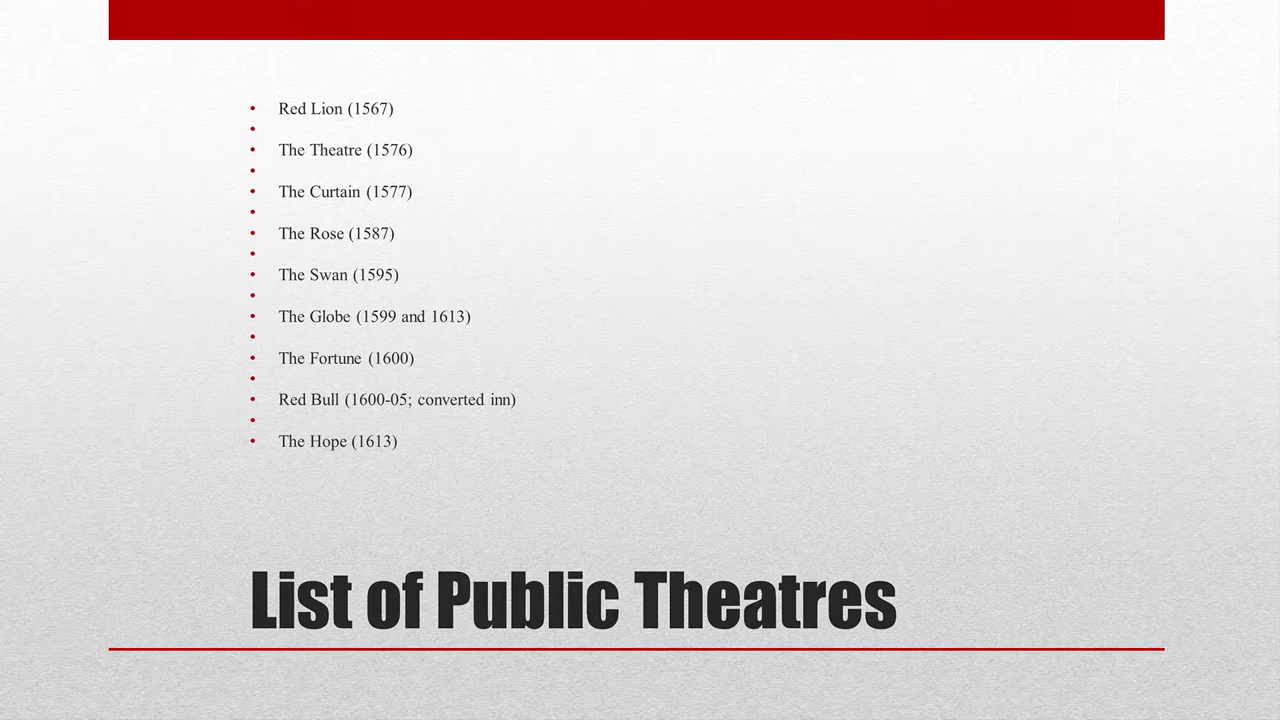 • Red Lion (1567)
•
• The Theatre (1576)
•
• The Curtain (1577)
•
• The Rose (1587)
•
• The Swan (1595)
•
• The Globe (1599 and 1613)
•
• The Fortune (1600)
•
• Red Bull (1600-05; converted inn)
•
• The Hope (1613)
List of Public Theatres